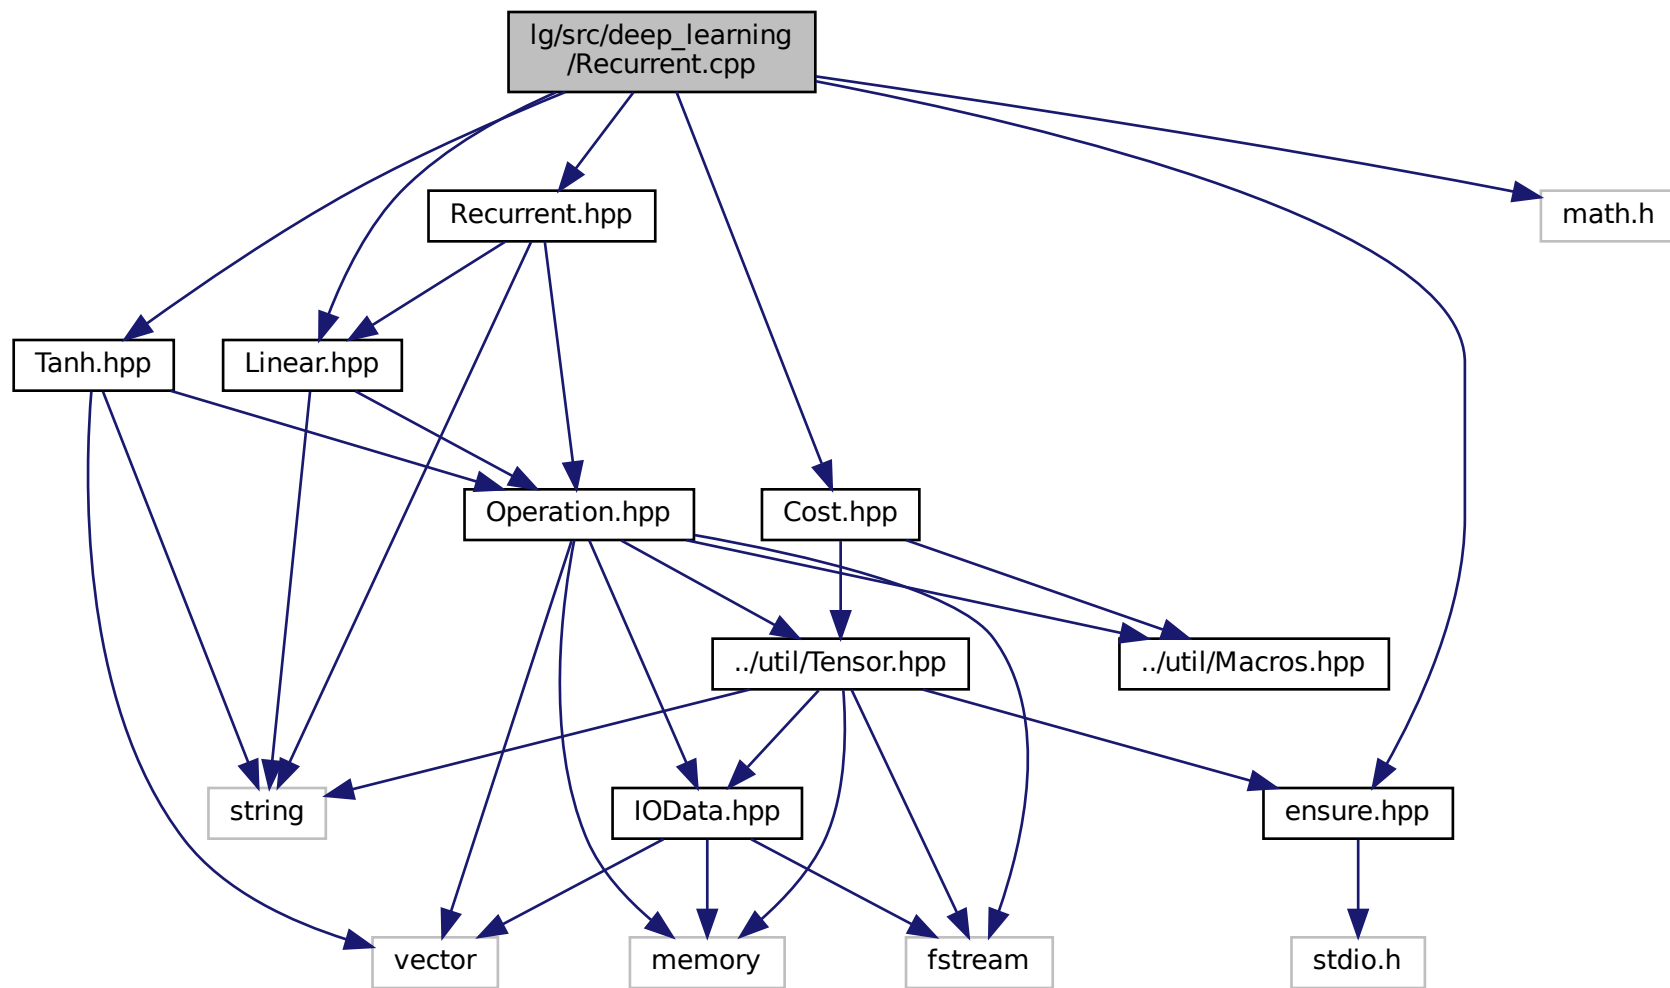 lg/src/deep_learning
/Recurrent.cpp
Recurrent.hpp
math.h
Tanh.hpp
Linear.hpp
Operation.hpp
Cost.hpp
../util/Tensor.hpp
../util/Macros.hpp
string
IOData.hpp
ensure.hpp
vector
memory
fstream
stdio.h